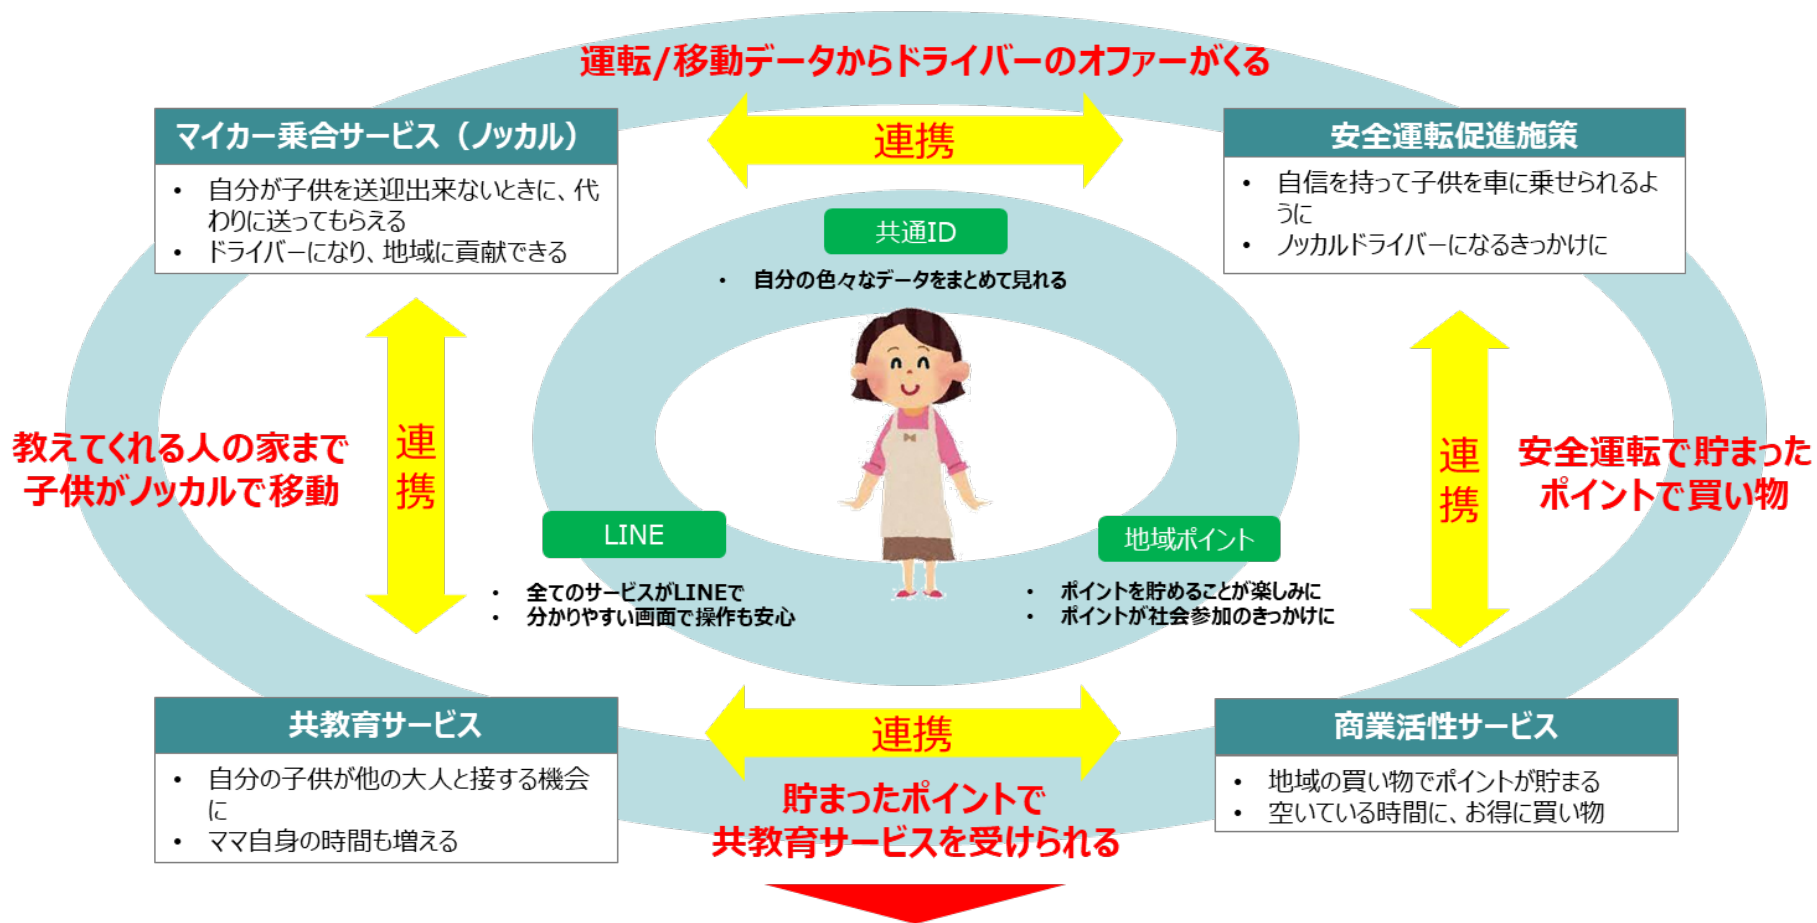 運転/移動データからドライバーのオファーがくる
マイカー乗合サービス（ノッカル）
• 自分が子供を送迎出来ないときに、代
わりに送ってもらえる
• ドライバーになり、地域に貢献できる
連携
安全運転促進施策
• 自信を持って子供を車に乗せられるよ
うに
• ノッカルドライバーになるきっかけに
共通ID
• 自分の色々なデータをまとめて見れる
教えてくれる人の家まで
子供がノッカルで移動
連
携
連
携
安全運転で貯まった
ポイントで買い物
LINE
• 全てのサービスがLINEで
• 分かりやすい画面で操作も安心
地域ポイント
• ポイントを貯めることが楽しみに
• ポイントが社会参加のきっかけに
共教育サービス
• 自分の子供が他の大人と接する機会
に
• ママ自身の時間も増える
連携
貯まったポイントで
共教育サービスを受けられる
商業活性サービス
• 地域の買い物でポイントが貯まる
• 空いている時間に、お得に買い物